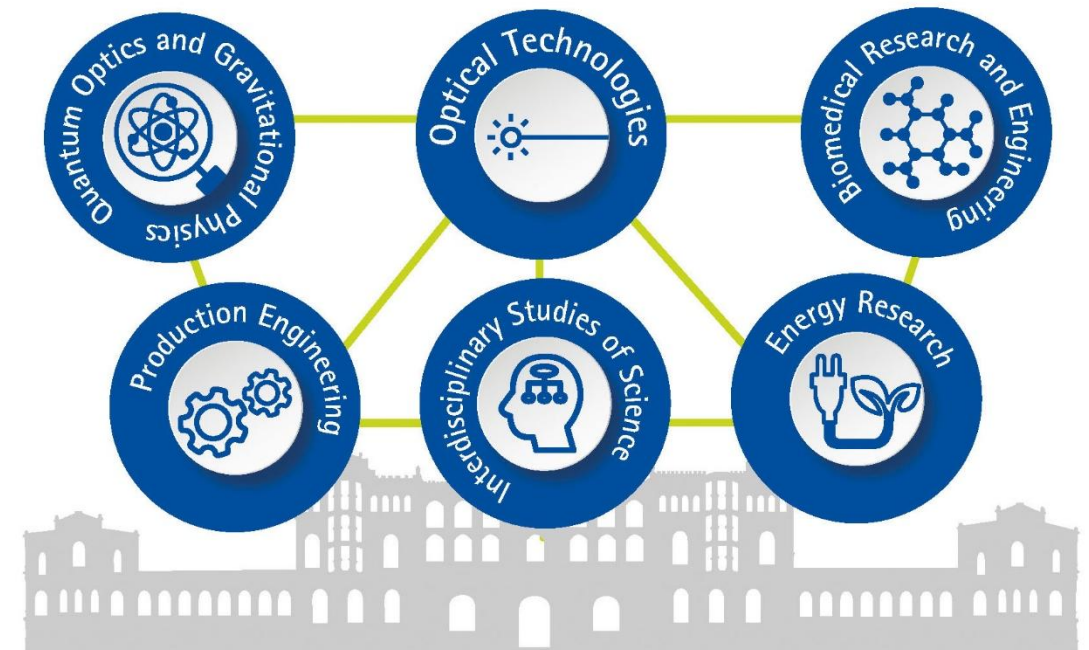 Quantum Optics and Gravitational Physics
Optical Technologies
Biomedical Research and Engineering
Production Engineering
Interdisciplinary Studies of Science
Energy Research